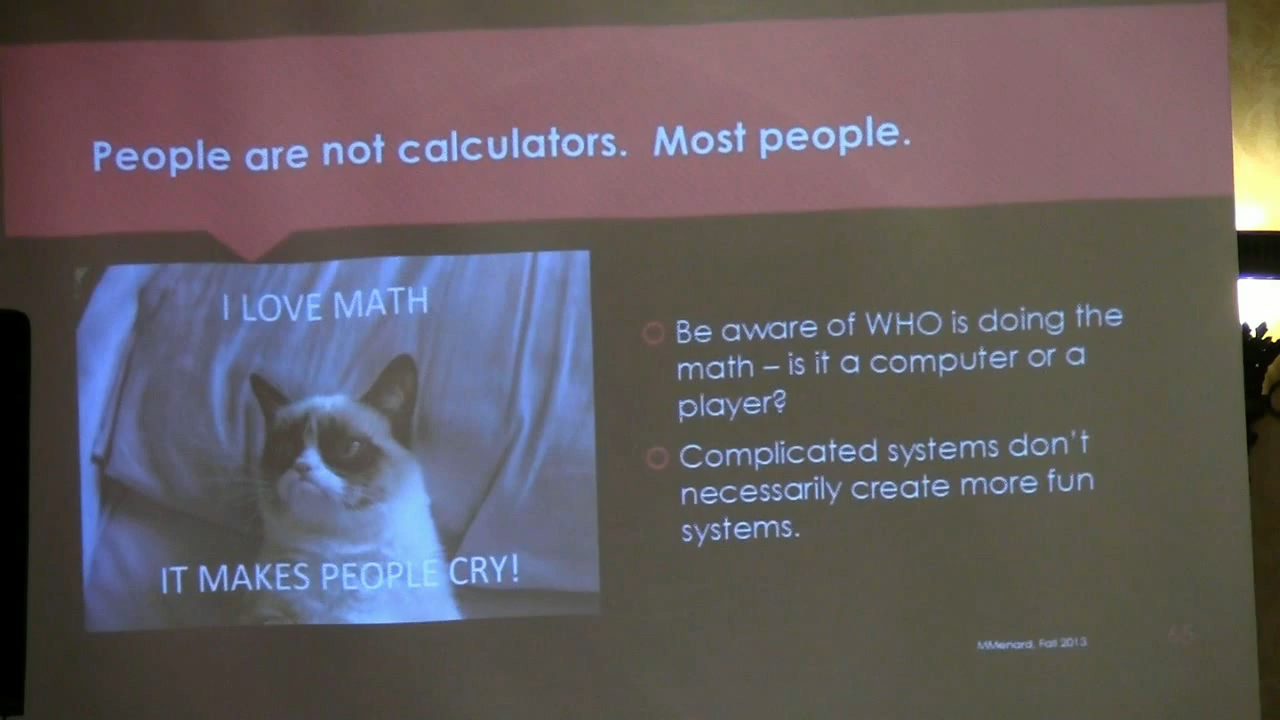 People are not calculators. Most people.
I LOVE MATH
IT MAKES PEOPLE CRY!
Be aware of WHO is doing the
math – is it a computer or a
player?
Complicated systems don't
necessarily create more fun
systems.
MMenard, Fall 2013
65